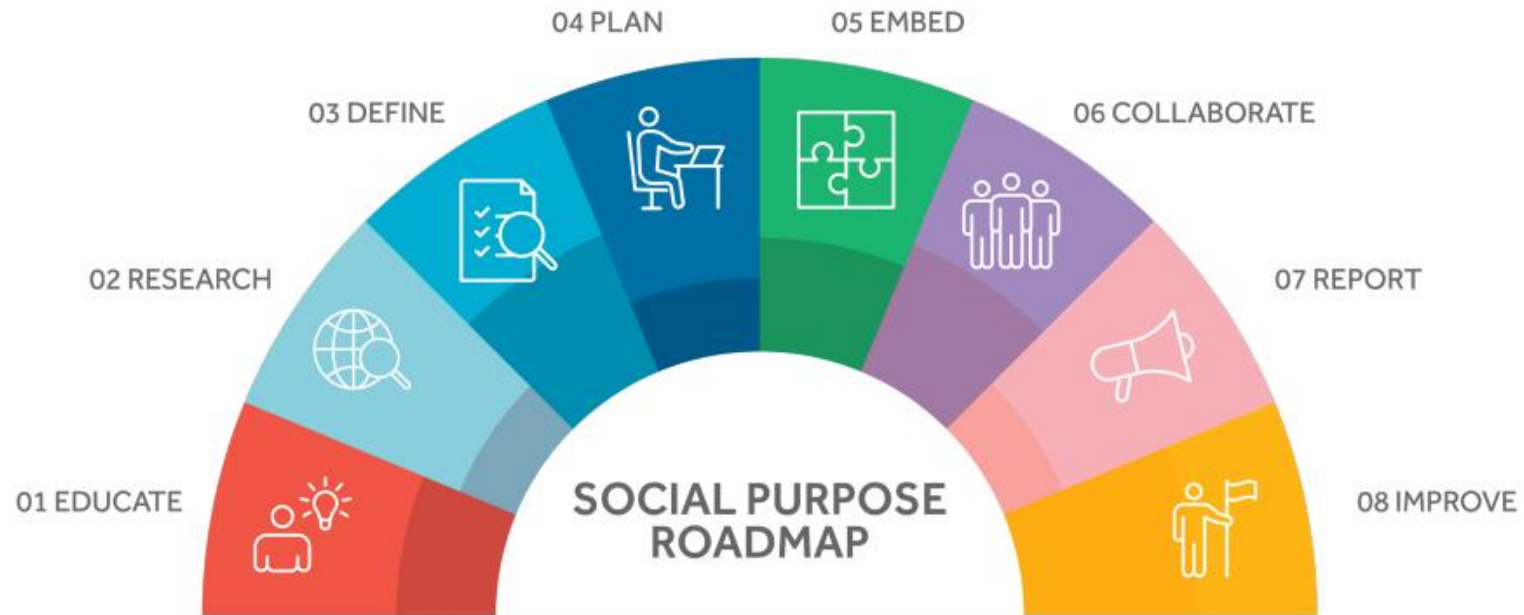 04 PLAN
05 EMBED
03 DEFINE
06 COLLABORATE
02 RESEARCH
07 REPORT
01 EDUCATE
SOCIAL PURPOSE
ROADMAP
08 IMPROVE